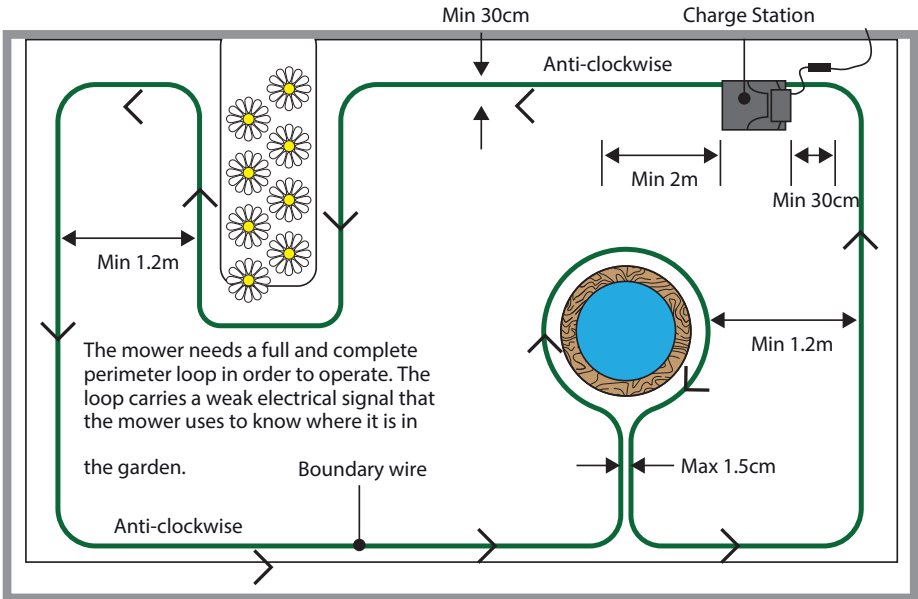 Min 30cm
Charge Station
Anti-clockwise
Min 2m
Min 30cm
Min 1.2m
Min 1.2m
The mower needs a full and complete
perimeter loop in order to operate. The
loop carries a weak electrical signal that
the mower uses to know where it is in
the garden.
Boundary wire
Max 1.5cm
Anti-clockwise